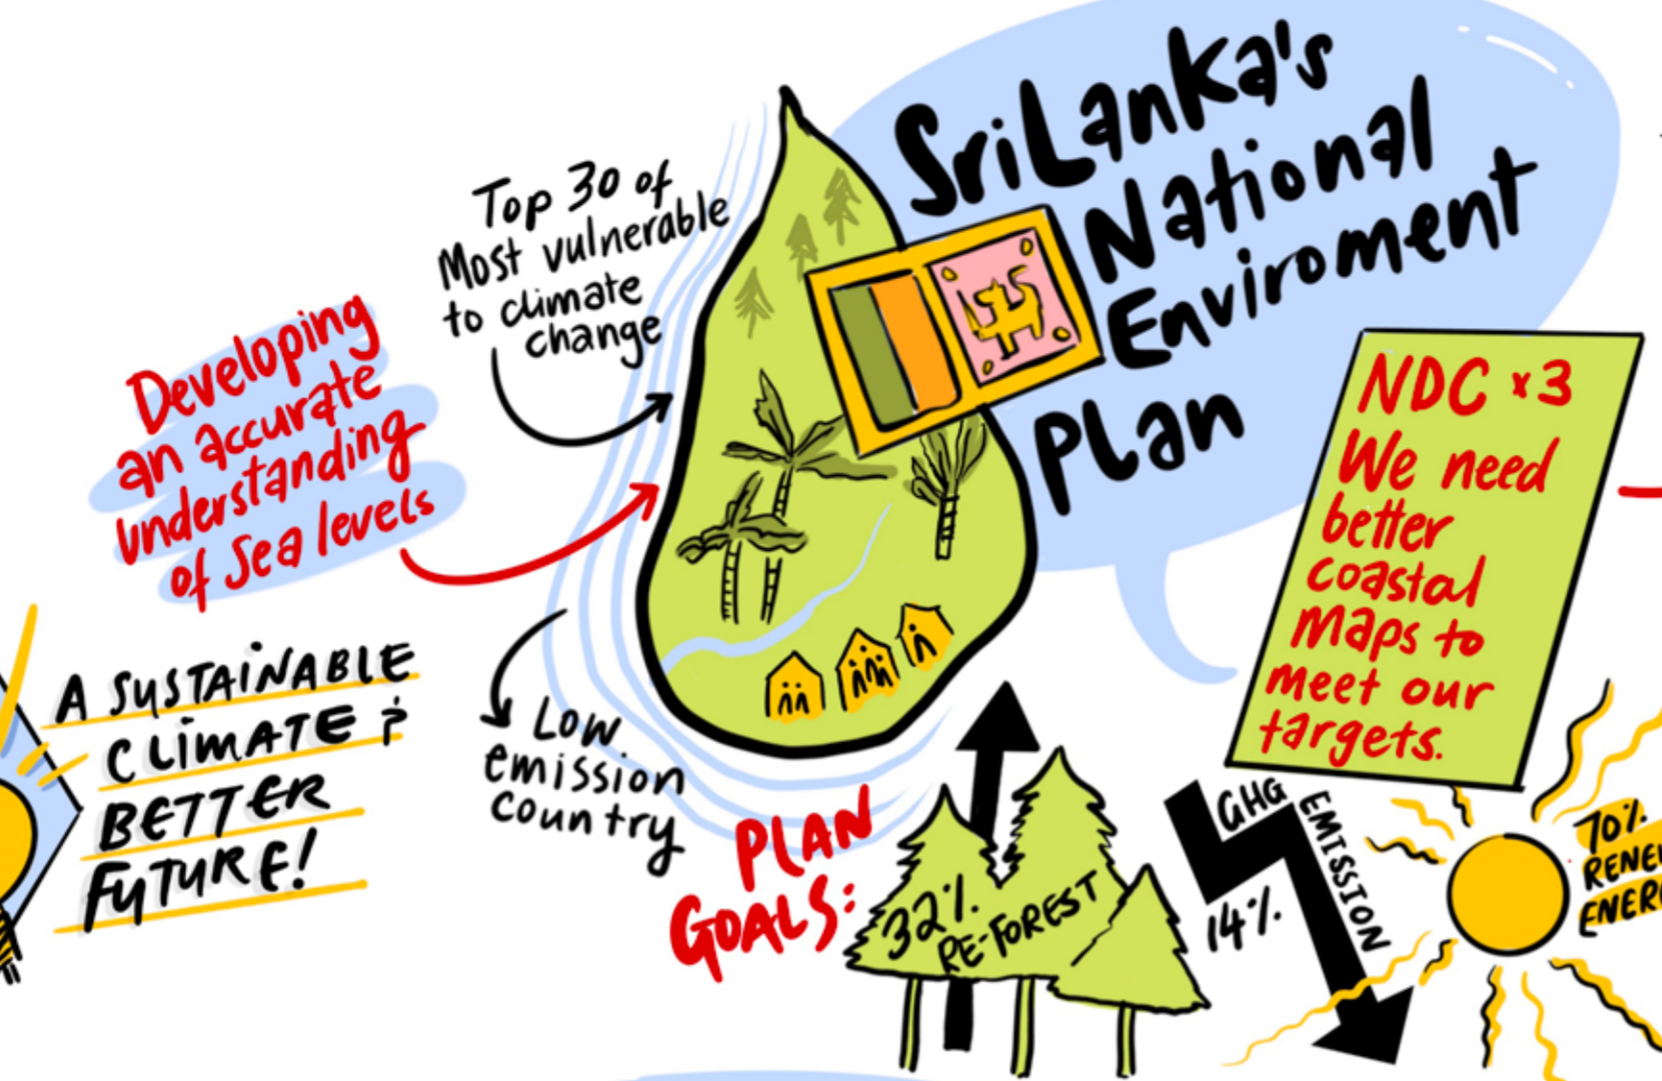 SriLanka's
National
Enviroment
Plan
Top 30 of
Most vulnerable
to climate
change
Developing
an accurate
understanding
of Sea levels
A SUSTAINABLE
CLIMATE &
BETTER
FUTURE!
Low
emission
country
PLAN
GOALS:
32%
RE-FOREST
GHG
EMISSION
14%
NDC x3
We need
better
coastal
maps to
meet our
targets.
70%